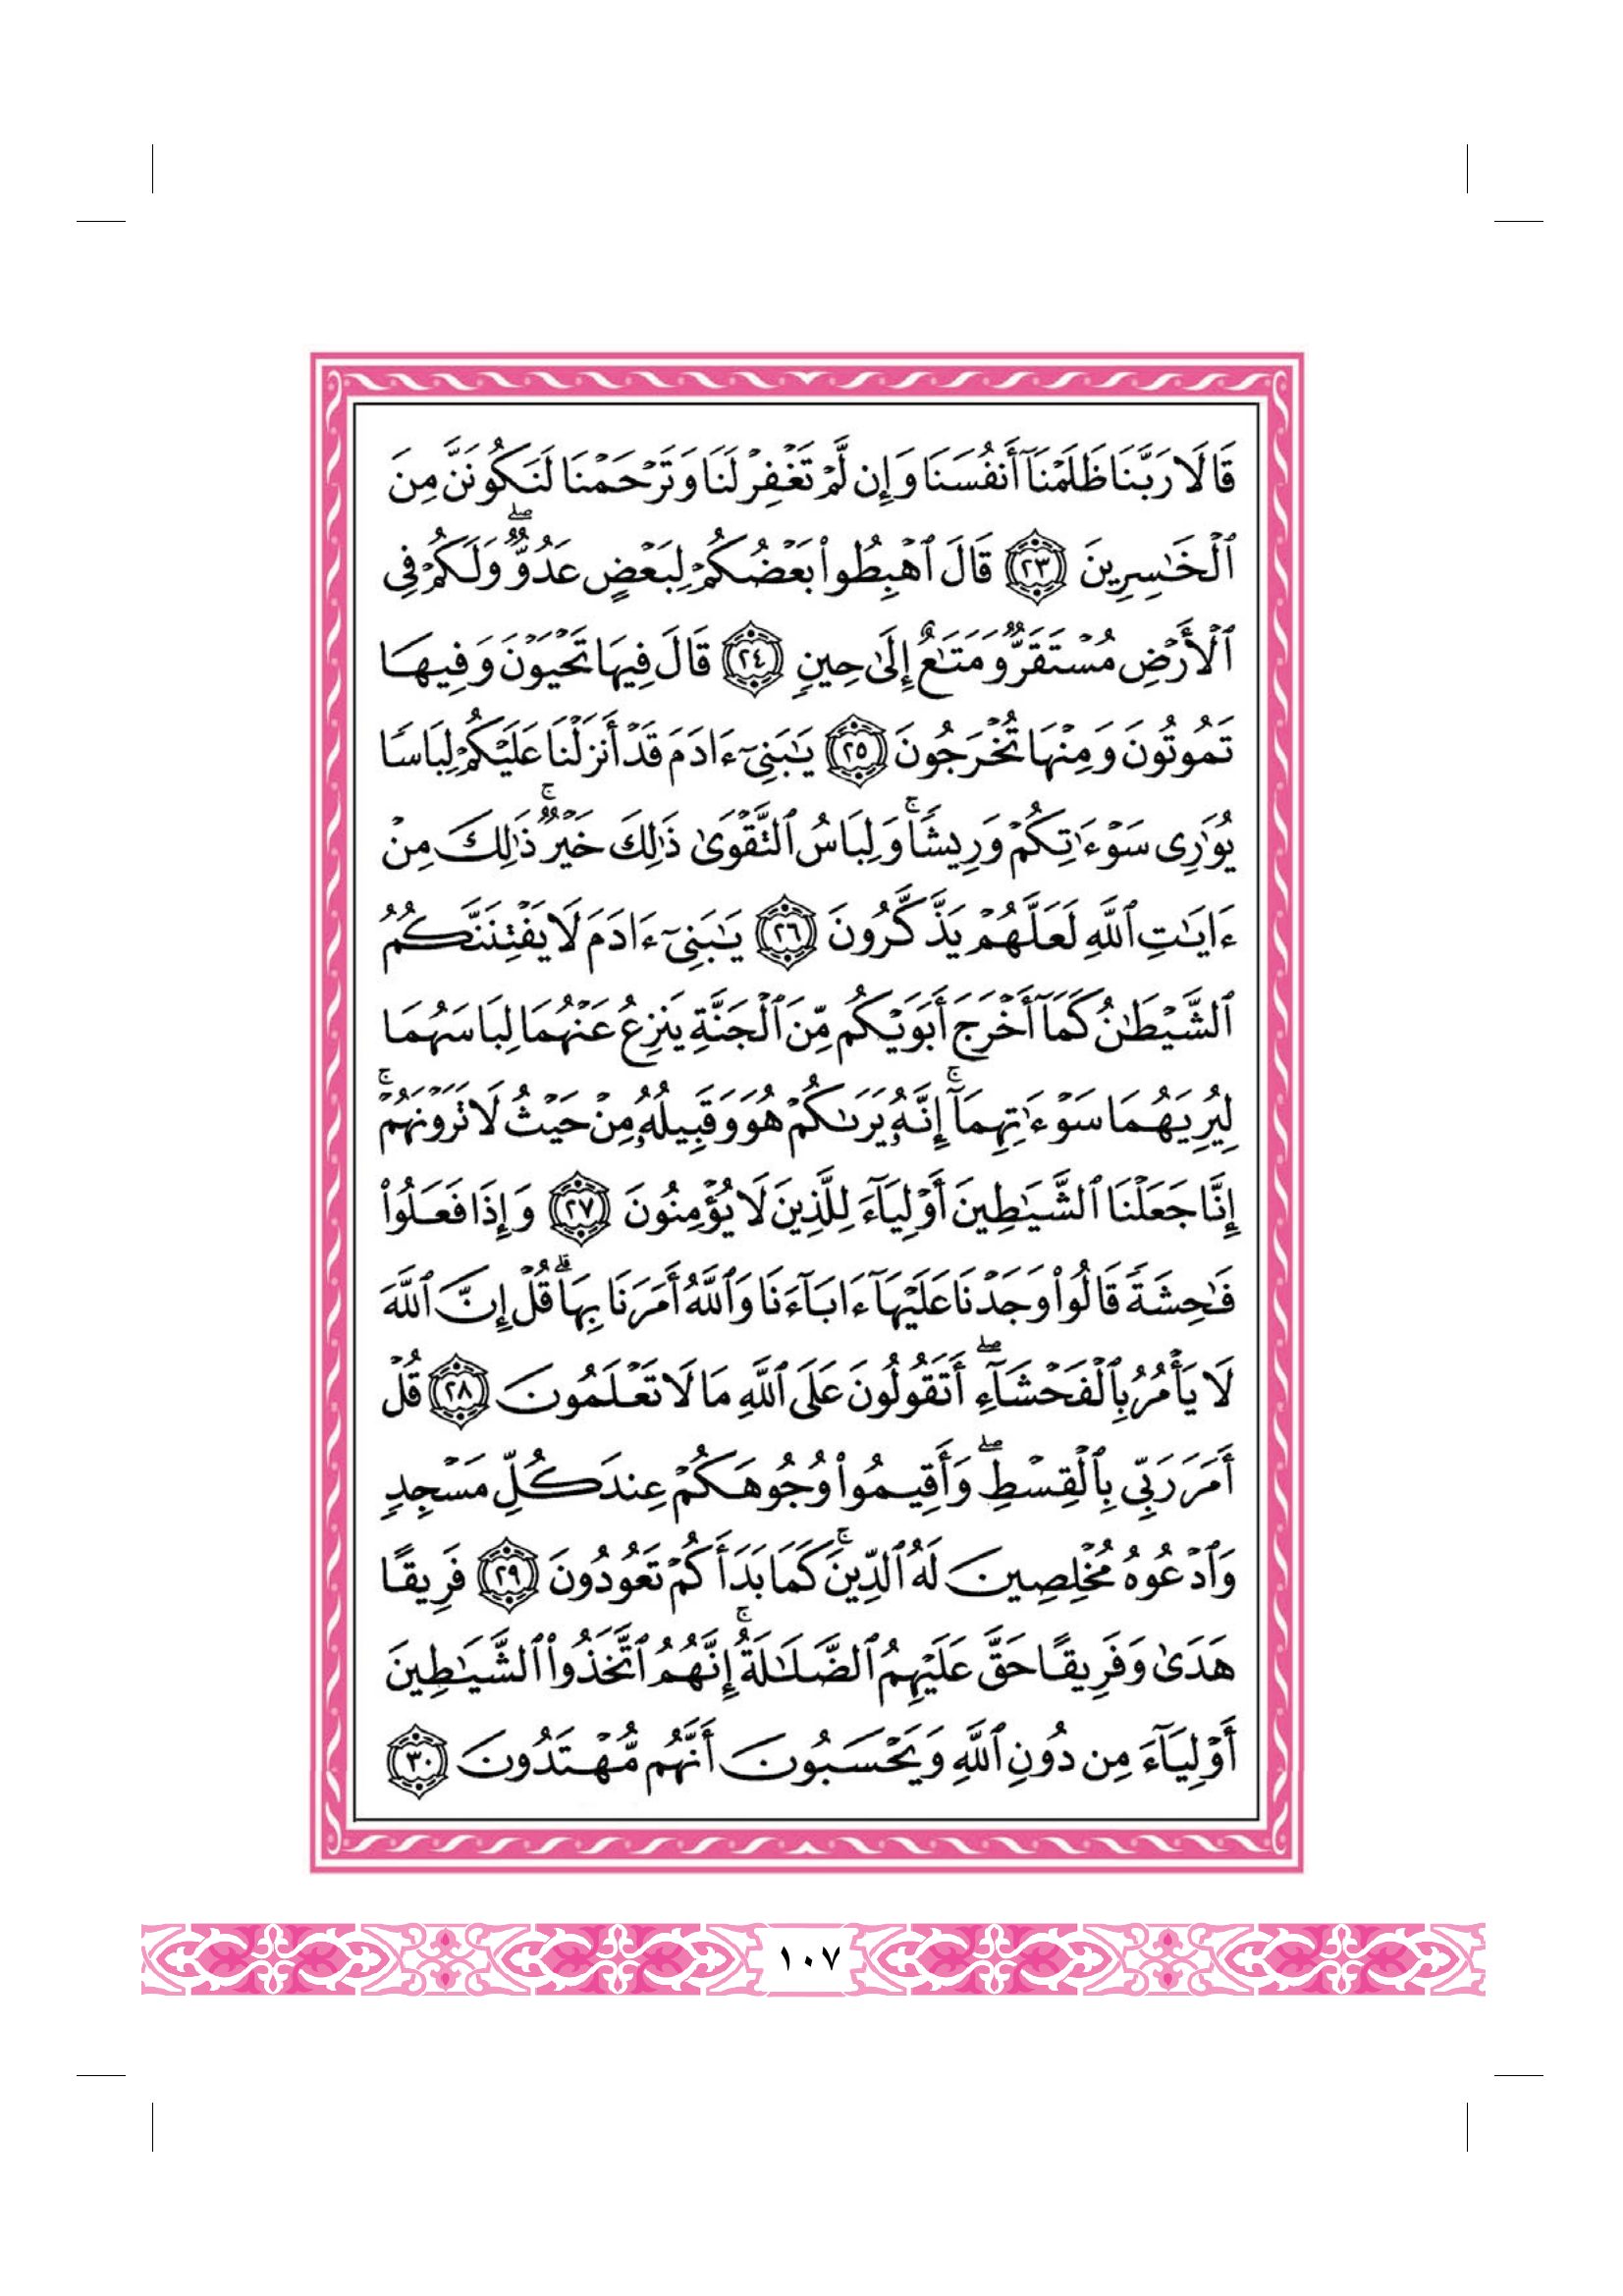 قَالَا رَبَّنَا ظَلَمْنَآ أَنفُسَنَا وَإِن لَّمْ تَغْفِرْ لَنَا وَتَرْحَمْنَا لَنَكُونَنَّ مِنَ
ٱلْخَٰسِرِينَ ٢٣ قَالَ ٱهْبِطُوا۟ بَعْضُكُمْ لِبَعْضٍ عَدُوٌّ ۖ وَلَكُمْ فِى
ٱلْأَرْضِ مُسْتَقَرٌّ وَمَتَٰعٌ إِلَىٰ حِينٍ ٢٤ قَالَ فِيهَا تَحْيَوْنَ وَفِيهَا
تَمُوتُونَ وَمِنْهَا تُخْرَجُونَ ٢٥ يَٰبَنِىٓ ءَادَمَ قَدْ أَنزَلْنَا عَلَيْكُمْ لِبَاسًا
يُوَٰرِى سَوْءَٰتِكُمْ وَرِيشًا ۚ وَلِبَاسُ ٱلتَّقْوَىٰ ذَٰلِكَ خَيْرٌ ۚ ذَٰلِكَ مِنْ
ءَايَٰتِ ٱللَّهِ لَعَلَّهُمْ يَذَّكَّرُونَ ٢٦ يَٰبَنِىٓ ءَادَمَ لَا يَفْتِنَنَّكُمُ
ٱلشَّيْطَٰنُ كَمَآ أَخْرَجَ أَبَوَيْكُم مِّنَ ٱلْجَنَّةِ يَنزِعُ عَنْهُمَا لِبَاسَهُمَا
لِيُرِيَهُمَا سَوْءَٰتِهِمَآ ۚ إِنَّهُۥ يَرَىٰكُمْ هُوَ وَقَبِيلُهُۥ مِنْ حَيْثُ لَا تَرَوْنَهُمْ ۗ
إِنَّا جَعَلْنَا ٱلشَّيَٰطِينَ أَوْلِيَآءَ لِلَّذِينَ لَا يُؤْمِنُونَ ٢٧ وَإِذَا فَعَلُوا۟
فَٰحِشَةً قَالُوا۟ وَجَدْنَا عَلَيْهَآ ءَابَآءَنَا وَٱللَّهُ أَمَرَنَا بِهَا ۗ قُلْ إِنَّ ٱللَّهَ
لَا يَأْمُرُ بِٱلْفَحْشَآءِ ۖ أَتَقُولُونَ عَلَى ٱللَّهِ مَا لَا تَعْلَمُونَ ٢٨ قُلْ
أَمَرَ رَبِّى بِٱلْقِسْطِ ۖ وَأَقِيمُوا۟ وُجُوهَكُمْ عِندَ كُلِّ مَسْجِدٍ
وَٱدْعُوهُ مُخْلِصِينَ لَهُ ٱلدِّينَ ۚ كَمَا بَدَأَكُمْ تَعُودُونَ ٢٩ فَرِيقًا
هَدَىٰ وَفَرِيقًا حَقَّ عَلَيْهِمُ ٱلضَّلَٰلَةُ ۚ إِنَّهُمُ ٱتَّخَذُوا۟ ٱلشَّيَٰطِينَ
أَوْلِيَآءَ مِن دُونِ ٱللَّهِ وَيَحْسَبُونَ أَنَّهُم مُّهْتَدُونَ ٣٠
١٠٧